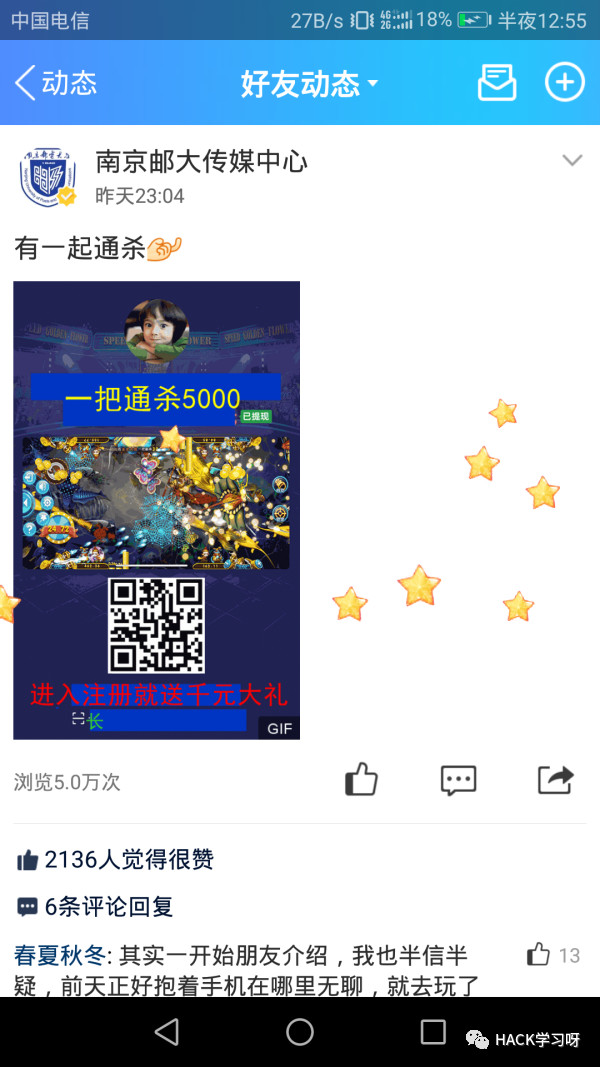 中国电信
27B/s 4G 2G 18% 半夜12:55
动态
好友动态
南京邮大传媒中心
昨天23:04
有一起通杀
SPEED GOLDEN FLOWER
一把通杀5000
已提现
进入注册就送千元大礼
长
GIF
浏览5.0万次
2136人觉得很赞
6条评论回复
春夏秋冬: 其实一开始朋友介绍，我也半信半
13
疑，前天正好抱着手机在哪里无聊，就去玩了
HACK学习呀